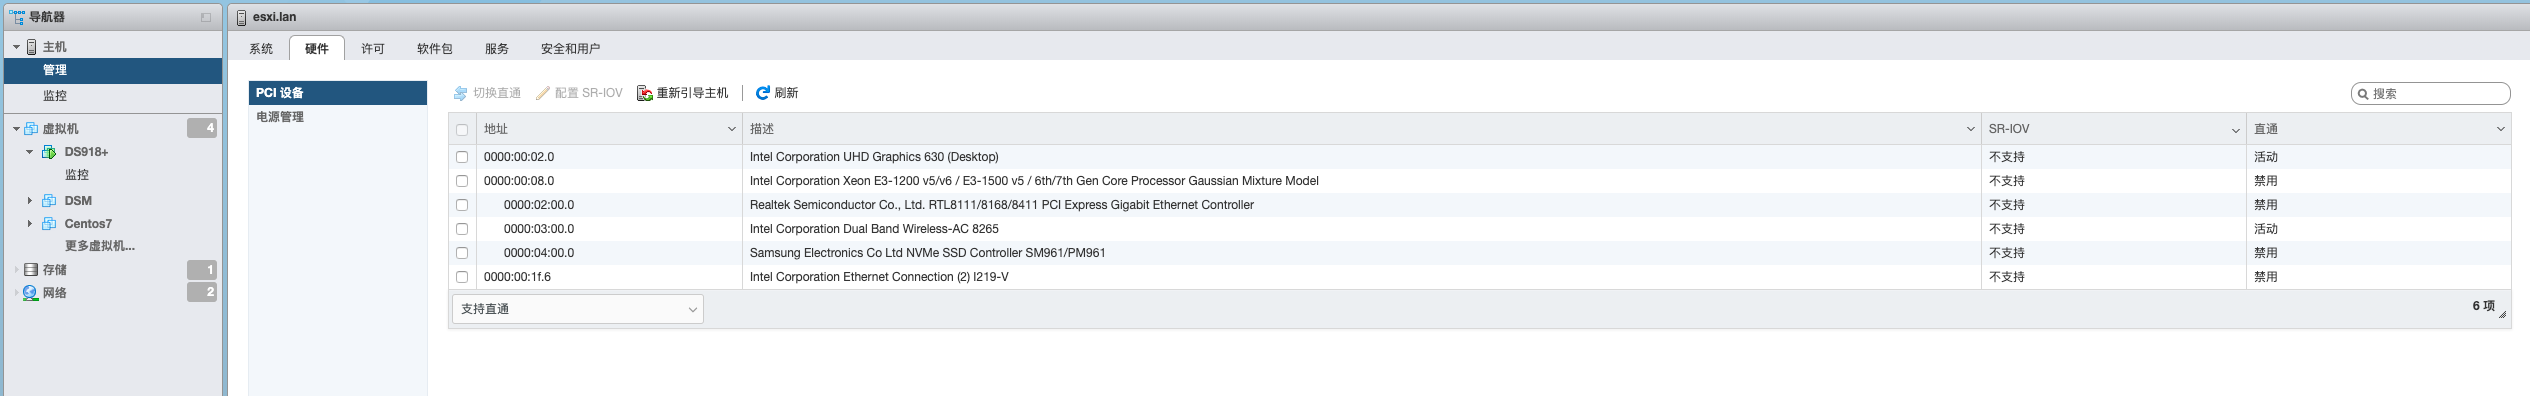 导航器
主机
管理
监控
虚拟机 4
DS918+
监控
DSM
Centos7
更多虚拟机...
存储 1
网络 2
esxi.lan
系统 硬件 许可 软件包 服务 安全和用户
PCI 设备
电源管理
切换直通 配置 SR-IOV 重新引导主机 刷新 搜索
地址 描述 SR-IOV 直通
0000:00:02.0 Intel Corporation UHD Graphics 630 (Desktop) 不支持 活动
0000:00:08.0 Intel Corporation Xeon E3-1200 v5/v6 / E3-1500 v5 / 6th/7th Gen Core Processor Gaussian Mixture Model 不支持 禁用
0000:02:00.0 Realtek Semiconductor Co., Ltd. RTL8111/8168/8411 PCI Express Gigabit Ethernet Controller 不支持 禁用
0000:03:00.0 Intel Corporation Dual Band Wireless-AC 8265 不支持 活动
0000:04:00.0 Samsung Electronics Co Ltd NVMe SSD Controller SM961/PM961 不支持 禁用
0000:00:1f.6 Intel Corporation Ethernet Connection (2) I219-V 不支持 禁用
支持直通 6 项